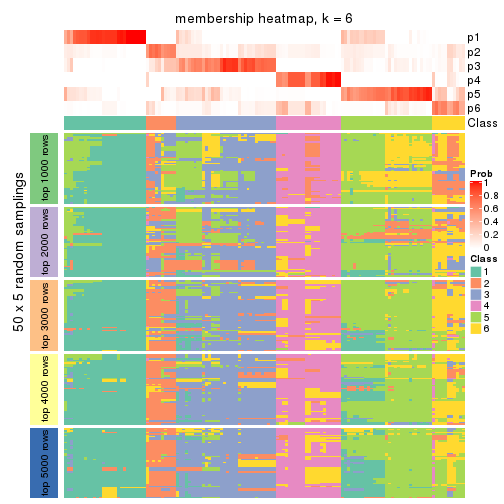 membership heatmap, k = 6
p1
p2
p3
p4
p5
p6
Class
50 x 5 random samplings
top 1000 rows
top 2000 rows
top 3000 rows
top 4000 rows
top 5000 rows
Prob
1
0.8
0.6
0.4
0.2
0
Class
1
2
3
4
5
6